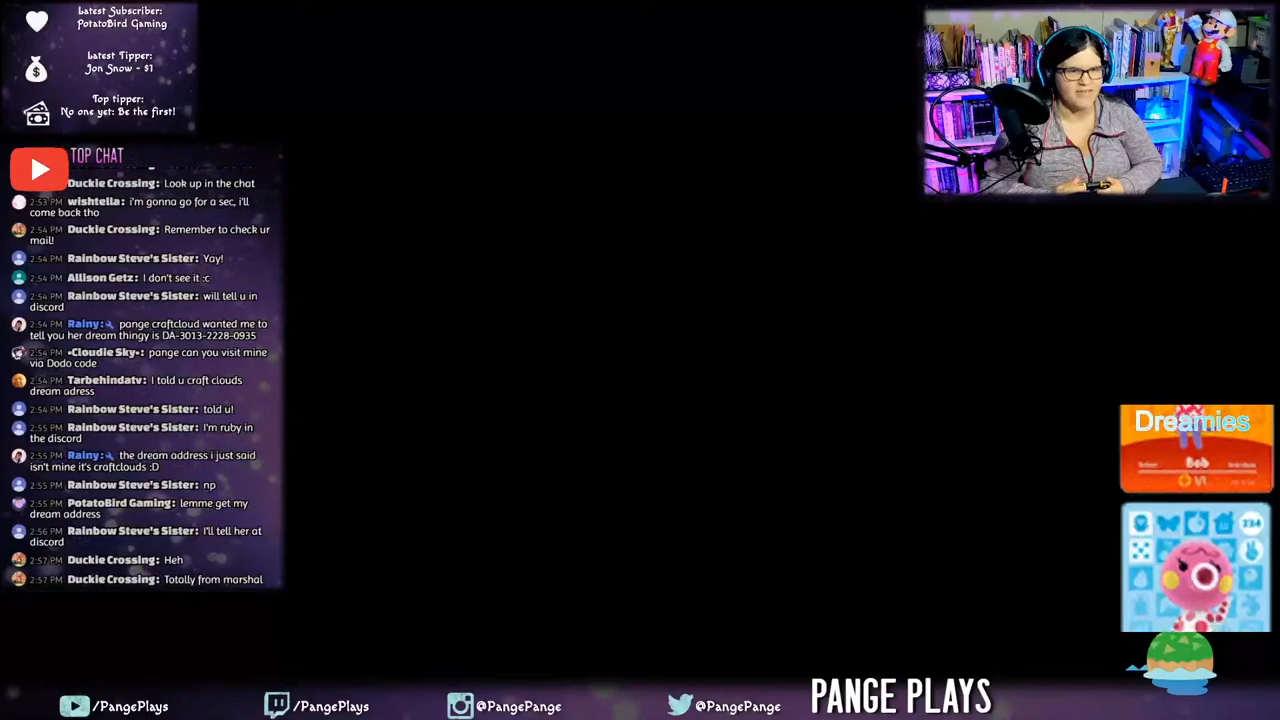 Latest Subscriber:
PotatoBird Gaming
Latest Tipper:
Jon Snow - $1
Top tipper:
No one yet: Be the first!
TOP CHAT
Duckie Crossing: Look up in the chat
2:53 PM wishtella: i'm gonna go for a sec, i'll
come back tho
2:54 PM Duckie Crossing: Remember to check ur
mail!
2:54 PM Rainbow Steve's Sister: Yay!
2:54 PM Allison Getz: I don't see it :c
2:54 PM Rainbow Steve's Sister: will tell u in
discord
2:54 PM Rainy: pange craftcloud wanted me to
tell you her dream thingy is DA-3013-2228-0935
2:54 PM •Cloudie Sky•: pange can you visit mine
via Dodo code
2:54 PM Tarbehindatv: I told u craft clouds
dream adress
2:54 PM Rainbow Steve's Sister: told u!
2:55 PM Rainbow Steve's Sister: I'm ruby in
the discord
2:55 PM Rainy: the dream address i just said
isn't mine it's craftclouds :D
2:55 PM Rainbow Steve's Sister: np
2:55 PM PotatoBird Gaming: lemme get my
dream address
2:56 PM Rainbow Steve's Sister: I'll tell her at
discord
2:57 PM Duckie Crossing: Heh
2:57 PM Duckie Crossing: Totally from marshal
Dreamies
Bob
1/1
/PangePlays
/PangePlays
@PangePange
@PangePange
PANGE PLAYS